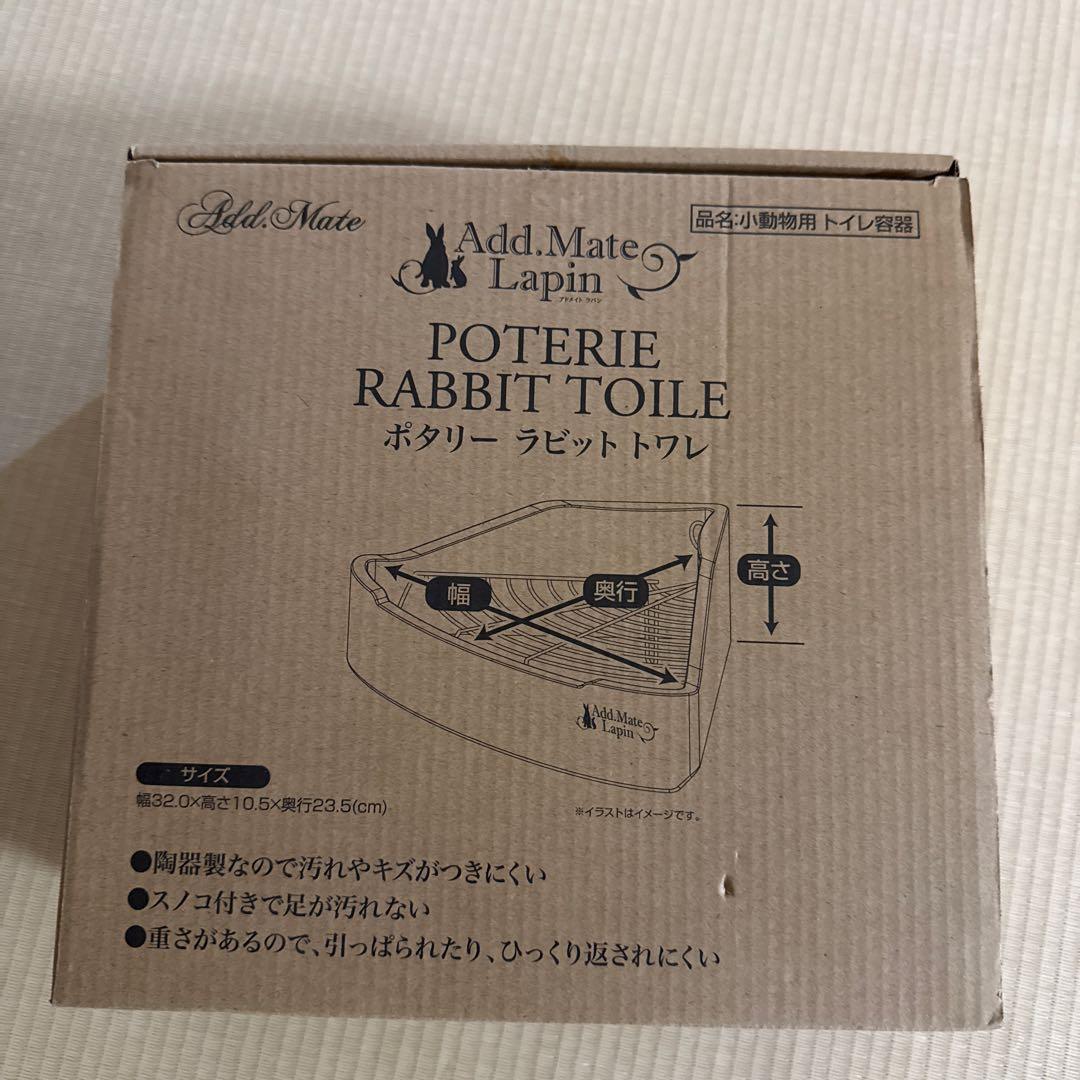 Add.Mate
品名:小動物用 トイレ容器
Add.Mate
Lapin
アドメイト ラパン
POTERIE
RABBIT TOILE
ポタリー ラビット トワレ
高さ
幅
奥行
Add.Mate
Lapin
サイズ
幅32.0×高さ10.5×奥行23.5(cm)
※イラストはイメージです。
●陶器製なので汚れやキズがつきにくい
●スノコ付きで足が汚れない
●重さがあるので、引っぱられたり、ひっくり返されにくい